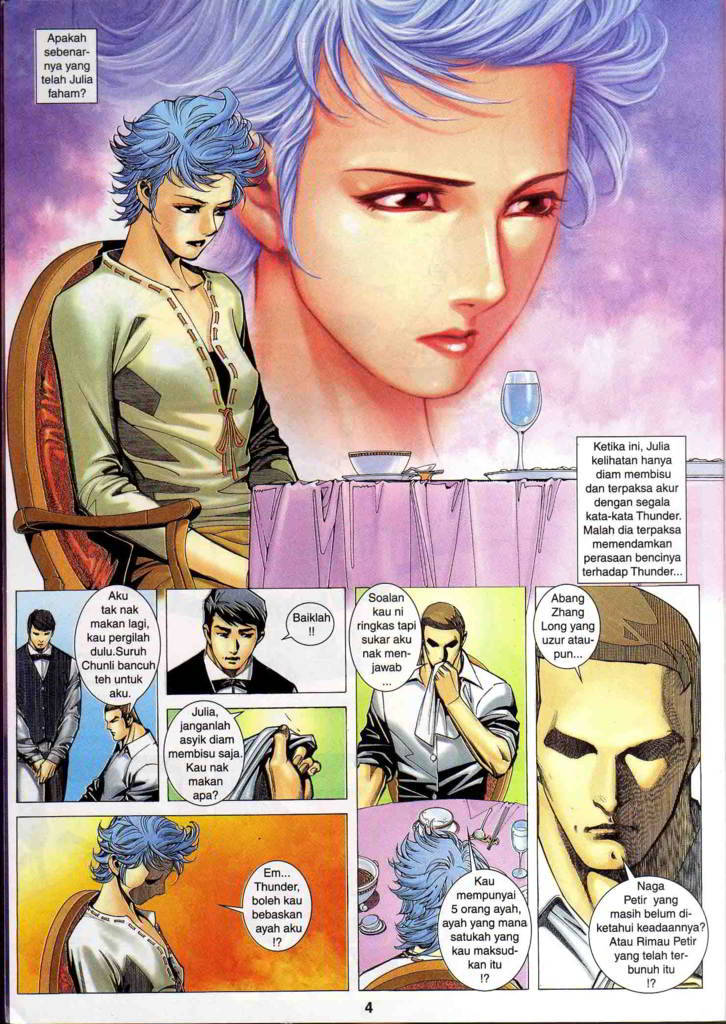 Apakah
sebenar-
nya yang
telah Julia
faham?
Ketika ini, Julia
kelihatan hanya
diam membisu
dan terpaksa akur
dengan segala
kata-kata Thunder.
Malah dia terpaksa
memendamkan
perasaan bencinya
terhadap Thunder...
Aku
tak nak
makan lagi,
kau pergilah
dulu.Suruh
Chunli bancuh
teh untuk
aku.
Baiklah
!!
Julia,
janganlah
asyik diam
membisu saja.
Kau nak
makan
apa?
Soalan
kau ni
ringkas tapi
sukar aku
nak men-
jawab
...
Abang
Zhang
Long yang
uzur atau-
pun...
Naga
Petir yang
masih belum di-
ketahui keadaannya?
Atau Rimau Petir
yang telah ter-
bunuh itu
!?
Em...
Thunder,
boleh kau
bebaskan
ayah aku
!?
Kau
mempunyai
5 orang ayah,
ayah yang mana
satukah yang
kau maksud-
kan itu
!?
4